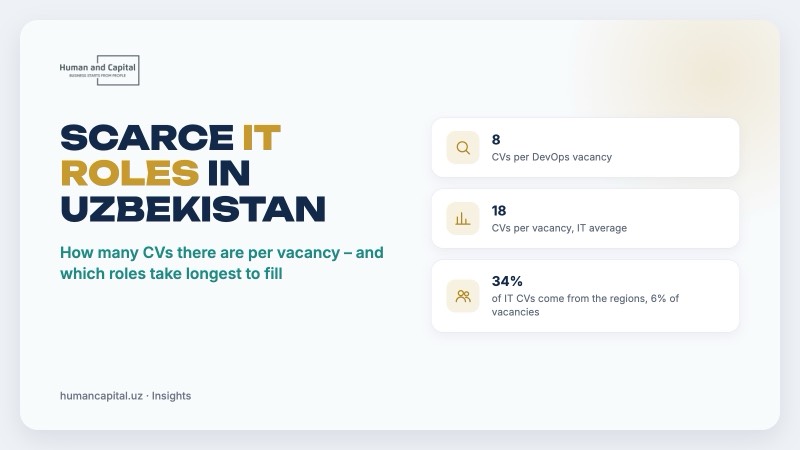 Human and Capital
BUSINESS STARTS FROM PEOPLE
SCARCE IT
ROLES IN
UZBEKISTAN
How many CVs there are per vacancy – and
which roles take longest to fill
8
CVs per DevOps vacancy
18
CVs per vacancy, IT average
34%
of IT CVs come from the regions, 6% of
vacancies
humancapital.uz · Insights